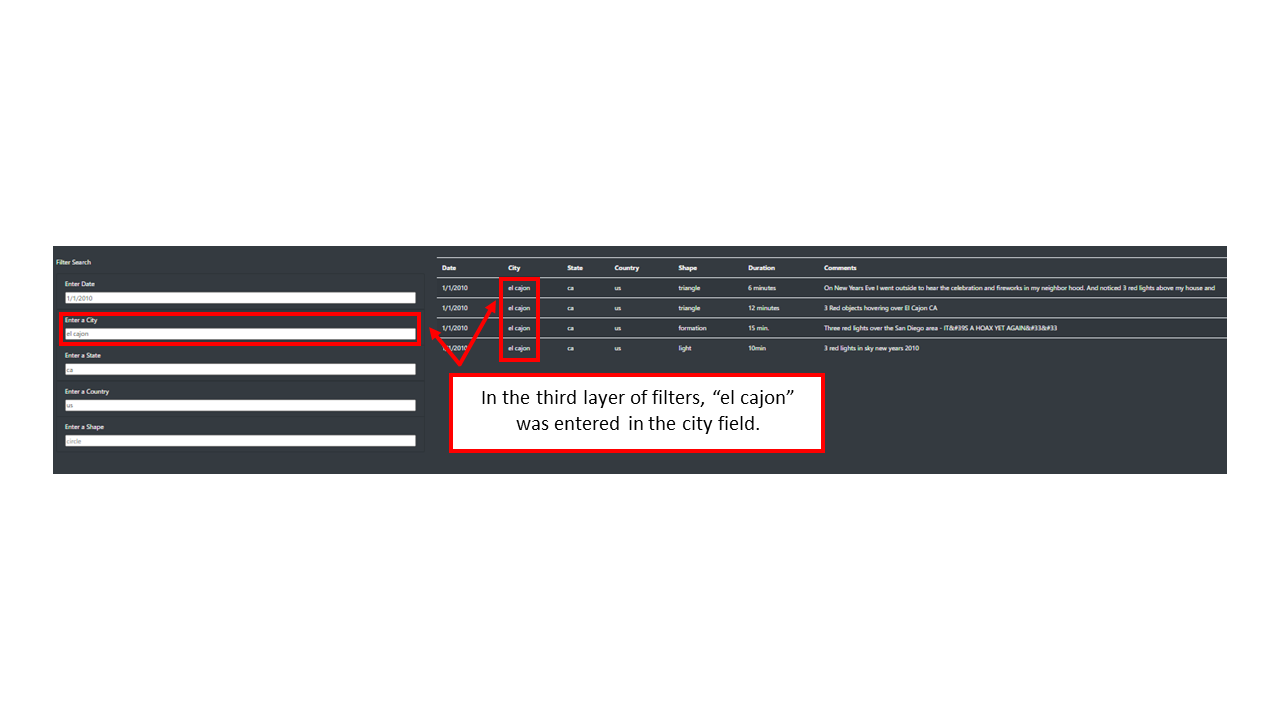 Filter Search
Enter Date
1/1/2010
Enter a City
el cajon
Enter a State
ca
Enter a Country
us
Enter a Shape
circle
Date City State Country Shape Duration Comments
1/1/2010 el cajon ca us triangle 6 minutes On New Years Eve I went outside to hear the celebration and fireworks in my neighbor hood. And noticed 3 red lights above my house and
1/1/2010 el cajon ca us triangle 12 minutes 3 Red objects hovering over El Cajon CA
1/1/2010 el cajon ca us formation 15 min. Three red lights over the San Diego area - IT&#39S A HOAX YET AGAIN&#33&#33
1/1/2010 el cajon ca us light 10min 3 red lights in sky new years 2010
In the third layer of filters, “el cajon”
was entered in the city field.